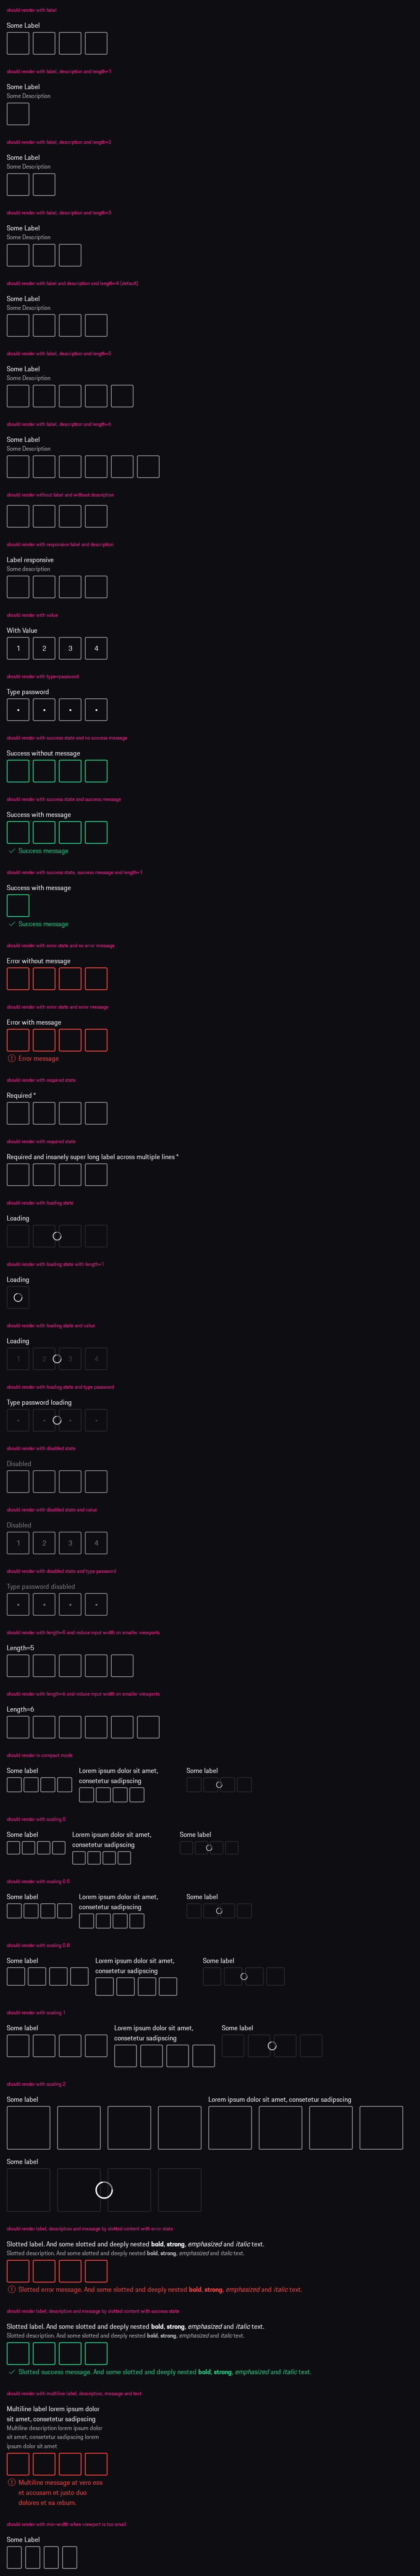 should render with label
Some Label
should render with label, description and length=1
Some Label
Some Description
should render with label, description and length=2
Some Label
Some Description
should render with label, description and length=3
Some Label
Some Description
should render with label and description and length=4 (default)
Some Label
Some Description
should render with label, description and length=5
Some Label
Some Description
should render with label, description and length=6
Some Label
Some Description
should render without label and without description
should render with responsive label and description
Label responsive
Some description
should render with value
With Value
1 2 3 4
should render with type=password
Type password
should render with success state and no success message
Success without message
should render with success state and success message
Success with message
Success message
should render with success state, success message and length=1
Success with message
Success message
should render with error state and no error message
Error without message
should render with error state and error message
Error with message
Error message
should render with required state
Required *
should render with required state
Required and insanely super long label across multiple lines *
should render with loading state
Loading
should render with loading state with length=1
Loading
should render with loading state and value
Loading
1 2 3 4
should render with loading state and type password
Type password loading
should render with disabled state
Disabled
should render with disabled state and value
Disabled
1 2 3 4
should render with disabled state and type password
Type password disabled
should render with length=5 and reduce input width on smaller viewports
Length=5
should render with length=6 and reduce input width on smaller viewports
Length=6
should render in compact mode
Some label Lorem ipsum dolor sit amet, Some label
consetetur sadipscing
should render with scaling 0
Some label Lorem ipsum dolor sit amet, Some label
consetetur sadipscing
should render with scaling 0.5
Some label Lorem ipsum dolor sit amet, Some label
consetetur sadipscing
should render with scaling 0.8
Some label Lorem ipsum dolor sit amet, Some label
consetetur sadipscing
should render with scaling 1
Some label Lorem ipsum dolor sit amet, Some label
consetetur sadipscing
should render with scaling 2
Some label Lorem ipsum dolor sit amet, consetetur sadipscing
Some label
should render label, description and message by slotted content with error state
Slotted label. And some slotted and deeply nested bold, strong, emphasized and italic text.
Slotted description. And some slotted and deeply nested bold, strong, emphasized and italic text.
Slotted error message. And some slotted and deeply nested bold, strong, emphasized and italic text.
should render label, description and message by slotted content with success state
Slotted label. And some slotted and deeply nested bold, strong, emphasized and italic text.
Slotted description. And some slotted and deeply nested bold, strong, emphasized and italic text.
Slotted success message. And some slotted and deeply nested bold, strong, emphasized and italic text.
should render with multiline label, description, message and text
Multiline label lorem ipsum dolor
sit amet, consetetur sadipscing
Multiline description lorem ipsum dolor
sit amet, consetetur sadipscing lorem
ipsum dolor sit amet
Multiline message at vero eos
et accusam et justo duo
dolores et ea rebum.
should render with min-width when viewport is too small
Some Label